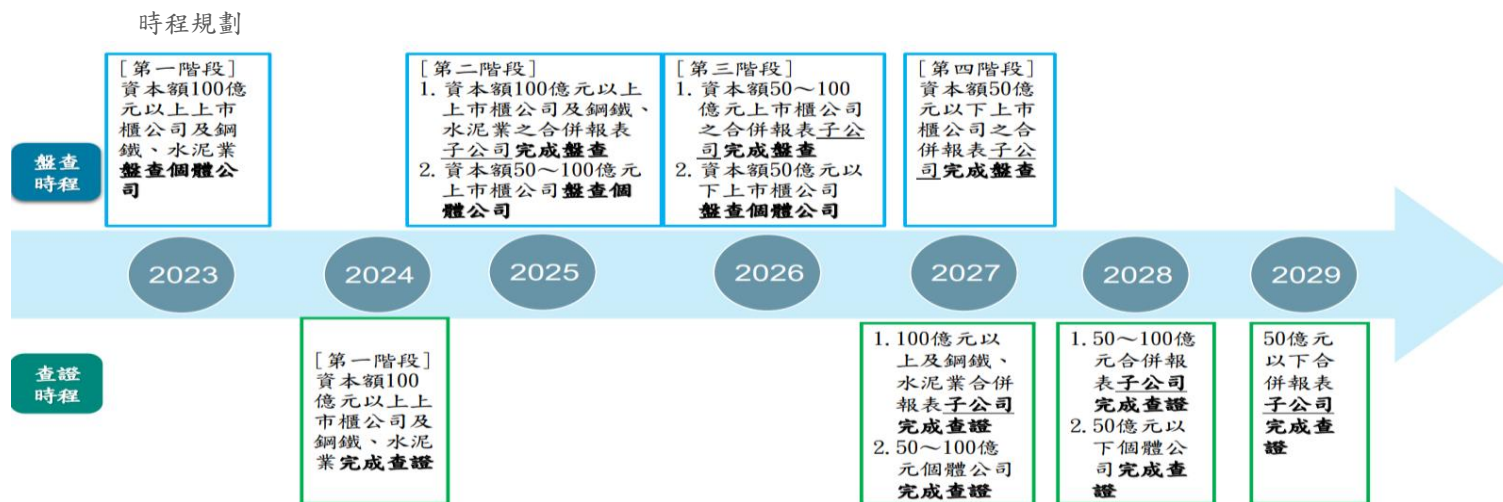 時程規劃
[第一階段]
資本額100億
元以上上市
櫃公司及鋼
鐵、水泥業
盤查個體公
司
[第二階段]
1. 資本額100億元以上
上市櫃公司及鋼鐵、
水泥業之合併報表
子公司完成盤查
2. 資本額50～100億元
上市櫃公司盤查個
體公司
[第三階段]
1. 資本額50～100
億元上市櫃公司
之合併報表子公
司完成盤查
2. 資本額50億元以
下上市櫃公司
盤查個體公司
[第四階段]
資本額50億
元以下上市
櫃公司之合
併報表子公
司完成盤查
盤查
時程
2023
2024
2025
2026
2027
2028
2029
查證
時程
[第一階段]
資本額100
億元以上上
市櫃公司及
鋼鐵、水泥
業完成查證
1.100億元以
上及鋼鐵、
水泥業合併
報表子公司
完成查證
2.50～100億
元個體公司
完成查證
1.50～100億
元合併報
表子公司
完成查證
2.50億元以
下個體公
司完成查
證
50億元
以下合
併報表
子公司
完成查
證